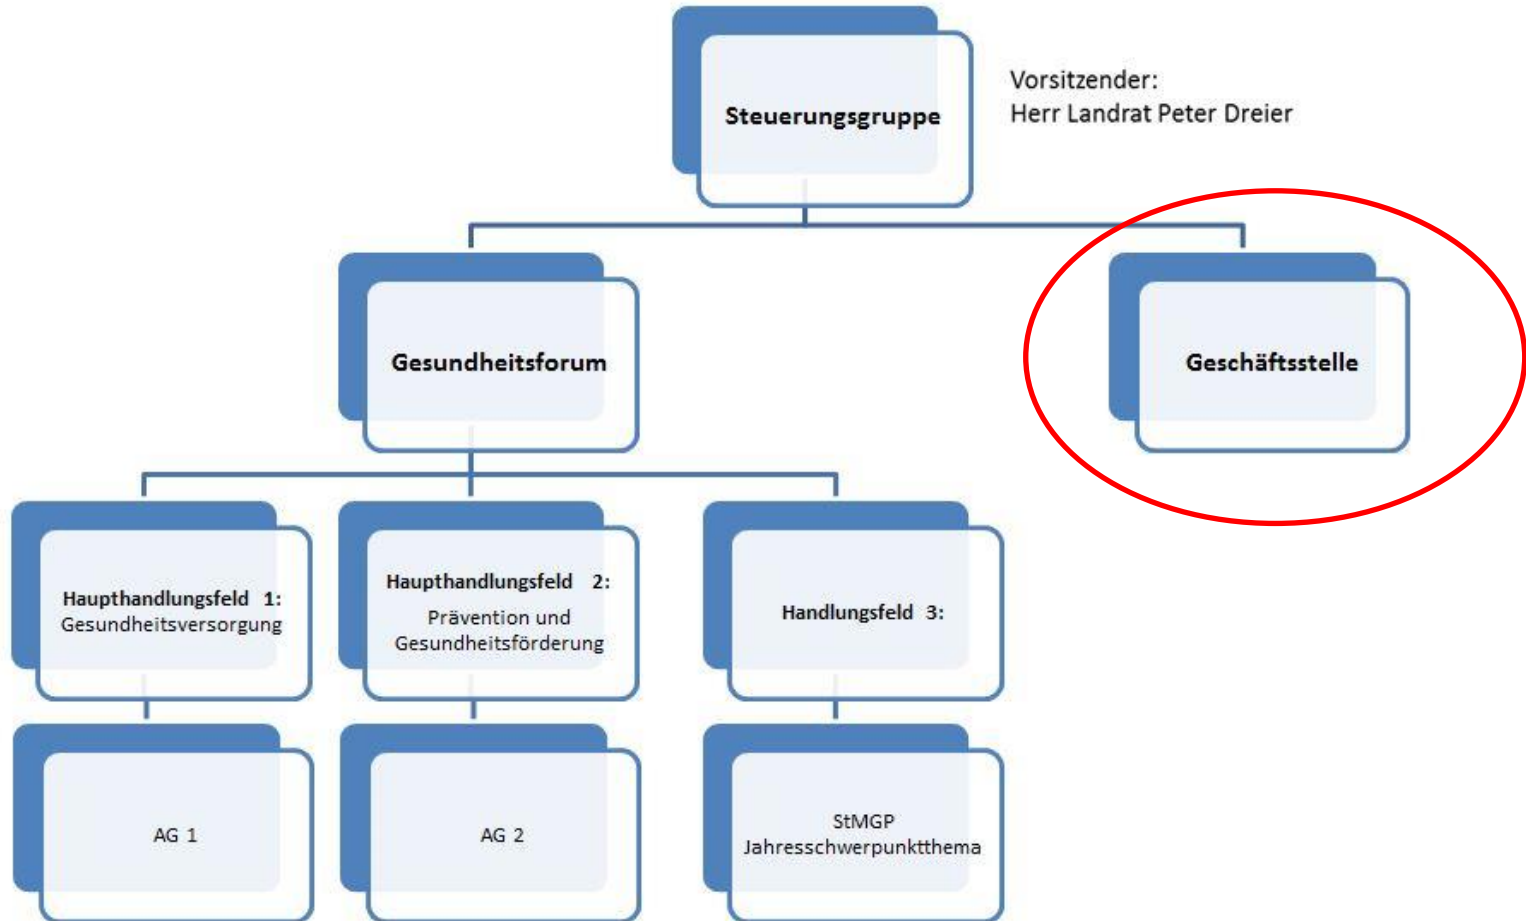 Steuerungsgruppe
Vorsitzender:
Herr Landrat Peter Dreier
Gesundheitsforum
Geschäftsstelle
Haupthandlungsfeld 1:
Gesundheitsversorgung
Haupthandlungsfeld 2:
Prävention und
Gesundheitsförderung
Handlungsfeld 3:
AG 1
AG 2
StMGP
Jahresschwerpunktthema